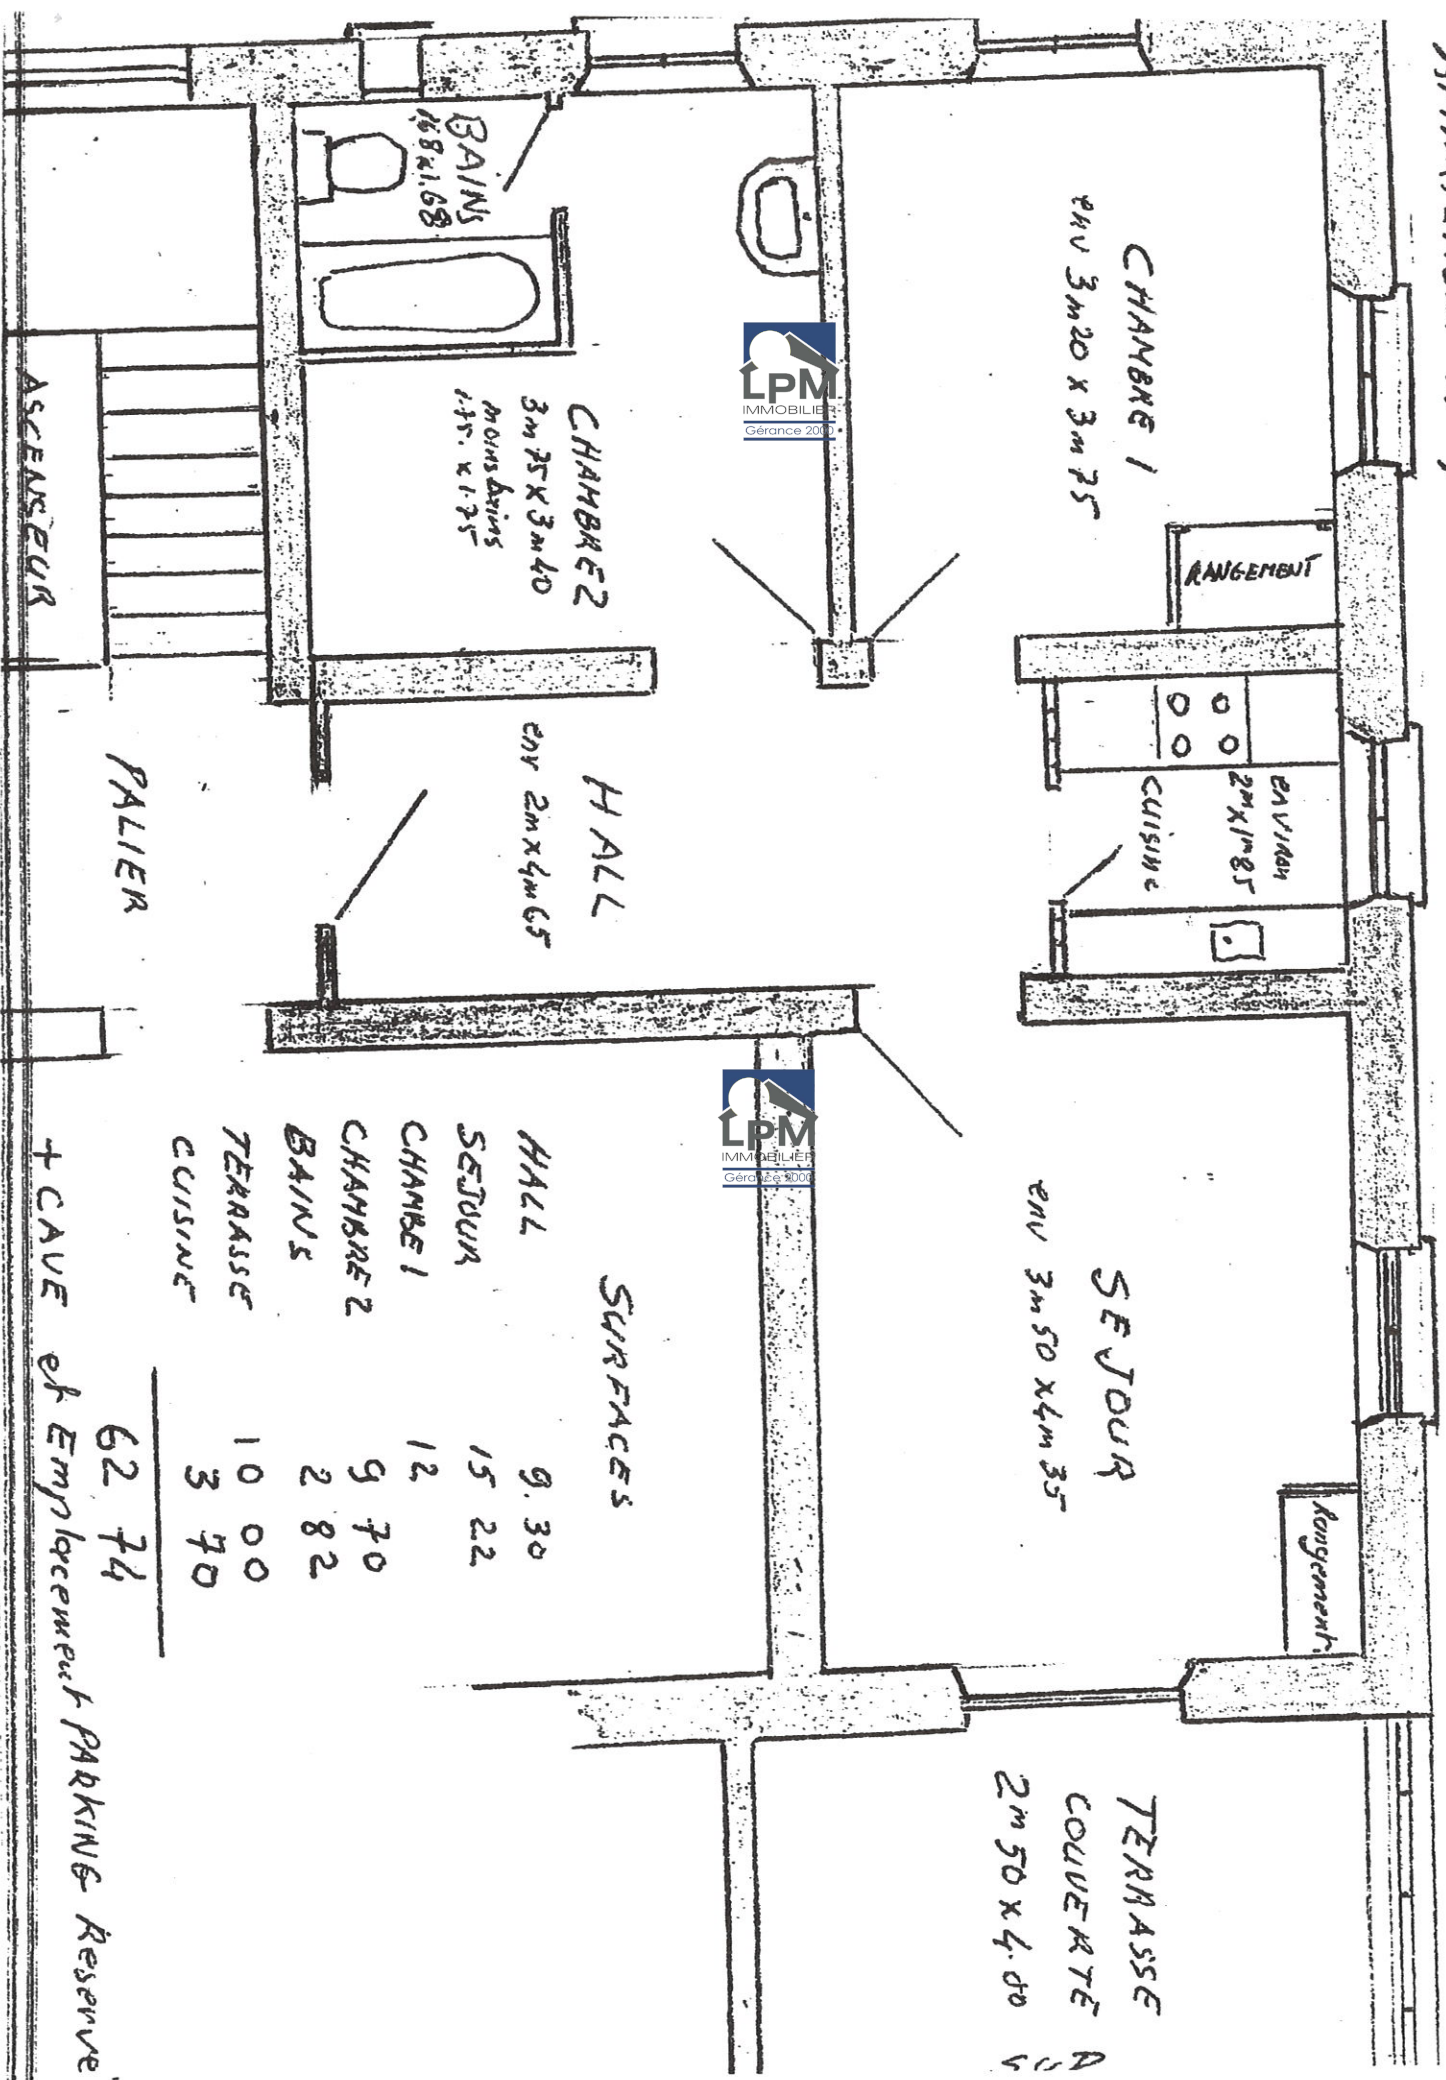 CHAMBRE 1
env 3m20 x 3m75
RANGEMENT
environ
2m x 1m85
CUISINE
SEJOUR
env 3m50 x 4m35
Rangement
TERRASSE
COUVERTE
2m50 x 4.00
BAINS
1.68 x 1.68
CHAMBRE 2
3m75 x 3m40
moins bains
1.75. x 1.75
HALL
env 2m x 4m65
PALIER
ASCENSEUR
SURFACES
HALL 9.30
SEJOUR 15 22
CHAMBE 1 12
CHAMBRE 2 9 70
BAINS 2 82
TERRASSE 10 00
CUISINE 3 70
62 74
+ CAVE et Emplacement PARKING Reservé
LPM
IMMOBILIER
Gérance 2000
LPM
IMMOBILIER
Gérance 2000